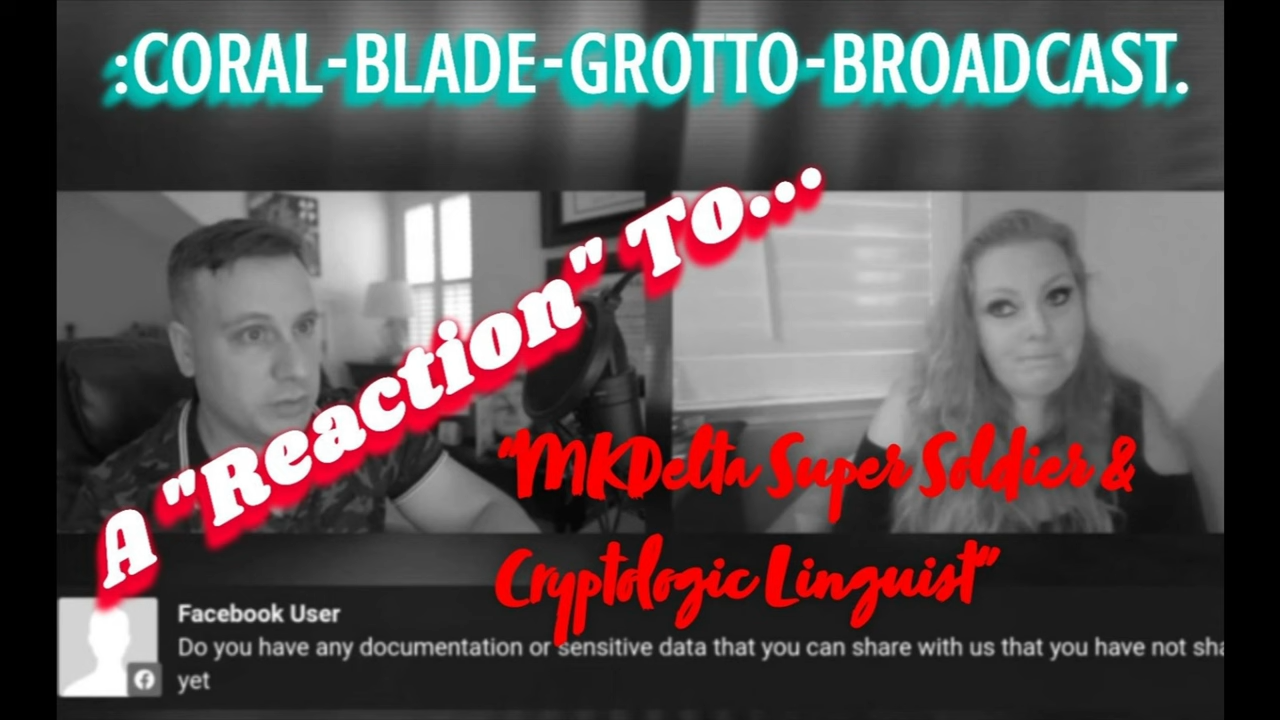 :CORAL-BLADE-GROTTO-BROADCAST.
A "Reaction" To...
"MKDelta Super Soldier &
Cryptologic Linguist"
Facebook User
Do you have any documentation or sensitive data that you can share with us that you have not sha
yet